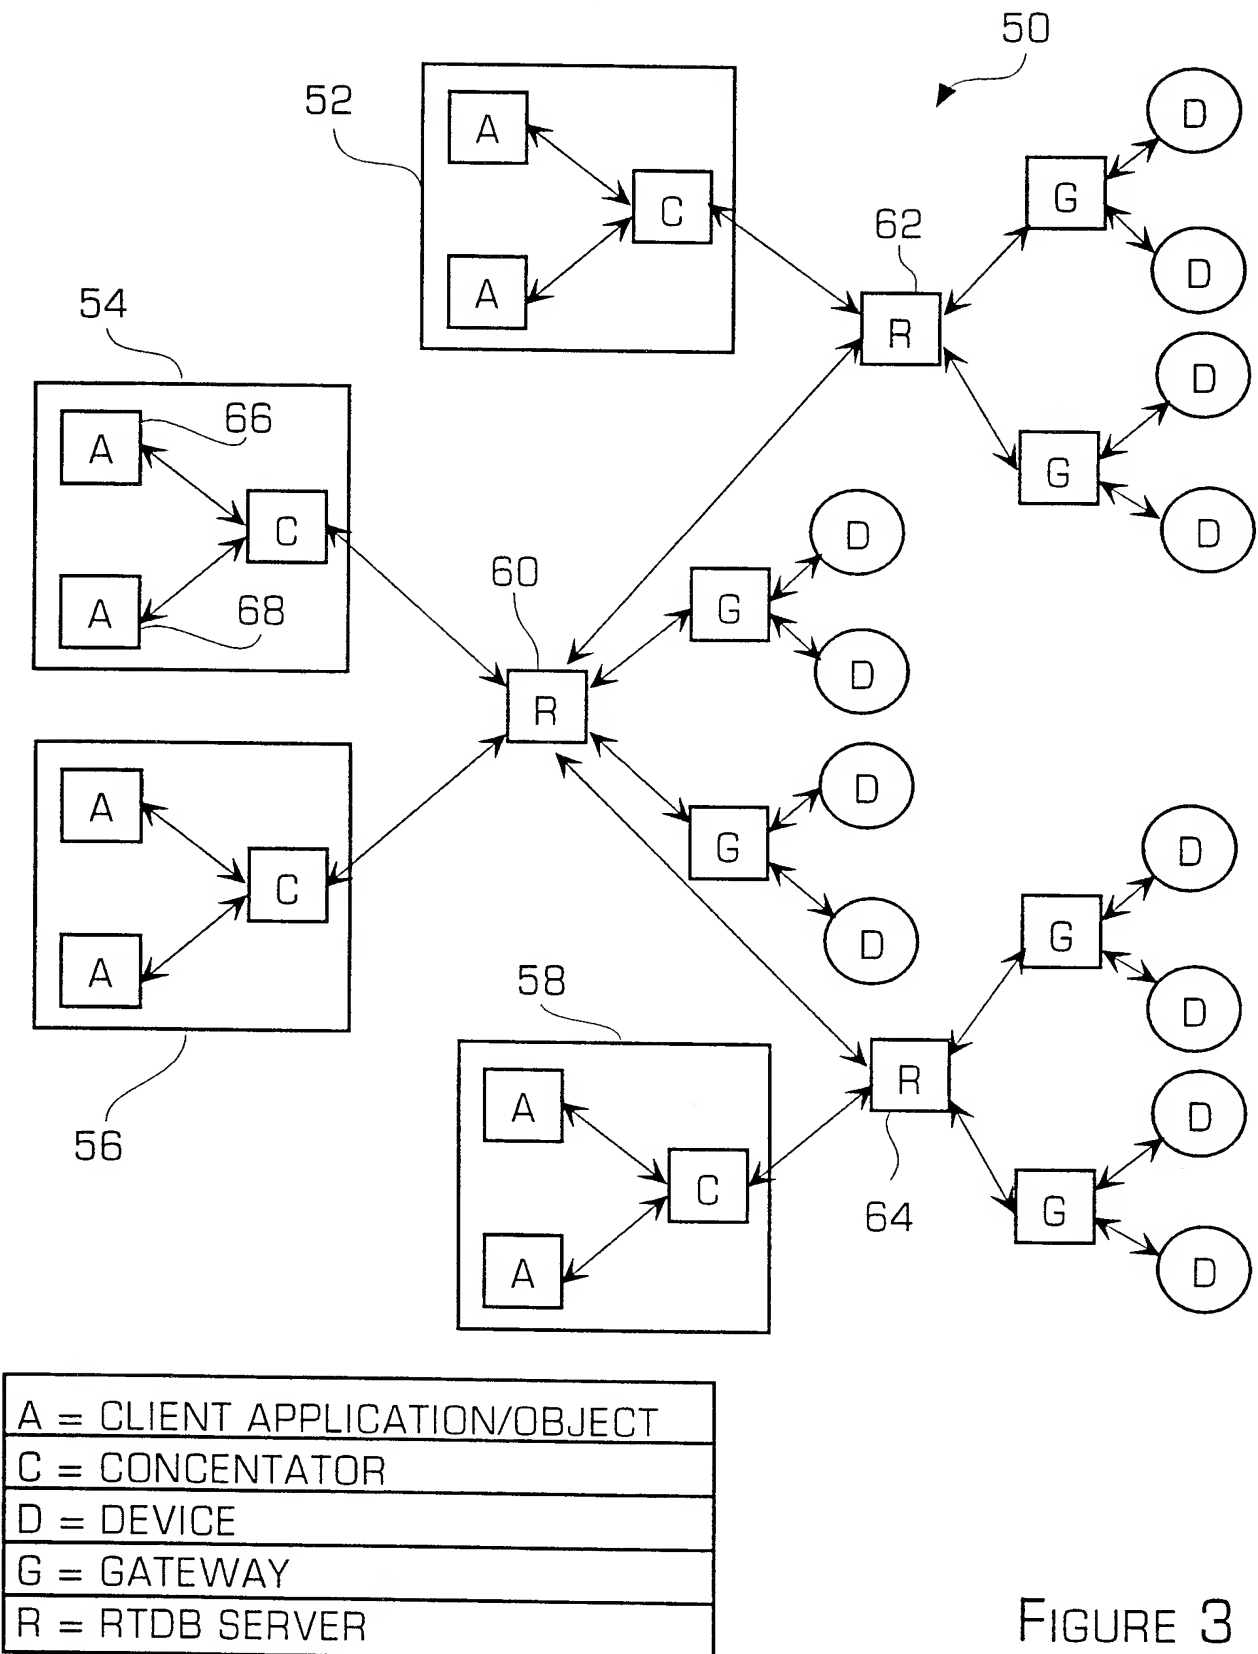 50
52
A
D
G
C
62
A
D
R
54
D
66
A
G
C
D
D
60
G
A
68
D
R
A
D
G
C
D
A
58
D
G
D
R
A
D
56
C
64
G
A
D
A = CLIENT APPLICATION/OBJECT
C = CONCENTATOR
D = DEVICE
G = GATEWAY
R = RTDB SERVER
FIGURE 3